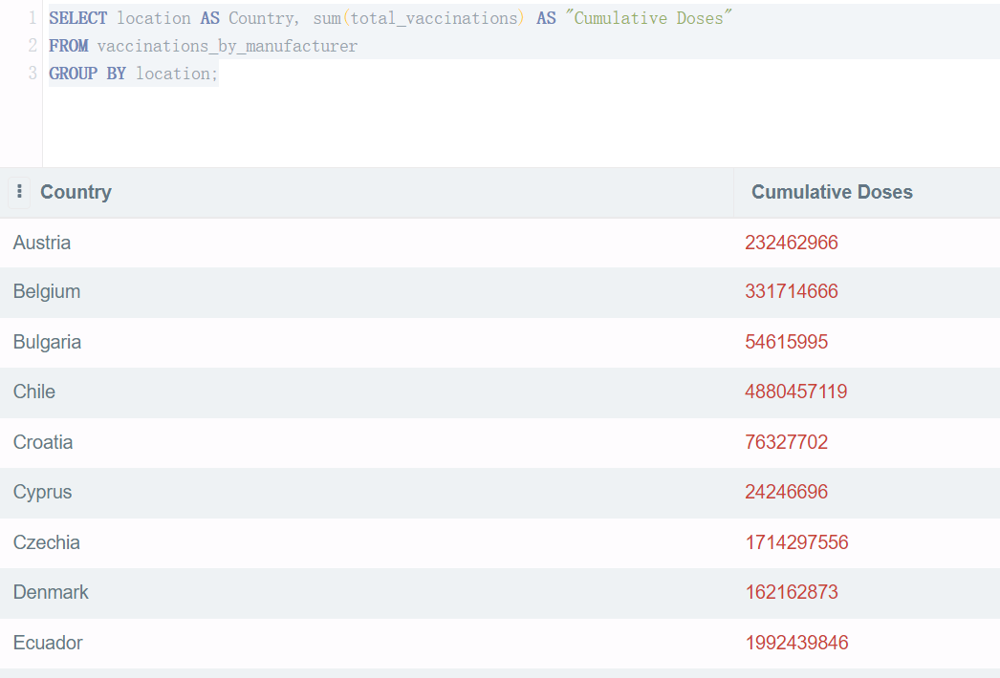 1 SELECT location AS Country, sum(total_vaccinations) AS "Cumulative Doses"
2 FROM vaccinations_by_manufacturer
3 GROUP BY location;
Country Cumulative Doses
Austria 232462966
Belgium 331714666
Bulgaria 54615995
Chile 4880457119
Croatia 76327702
Cyprus 24246696
Czechia 1714297556
Denmark 162162873
Ecuador 1992439846